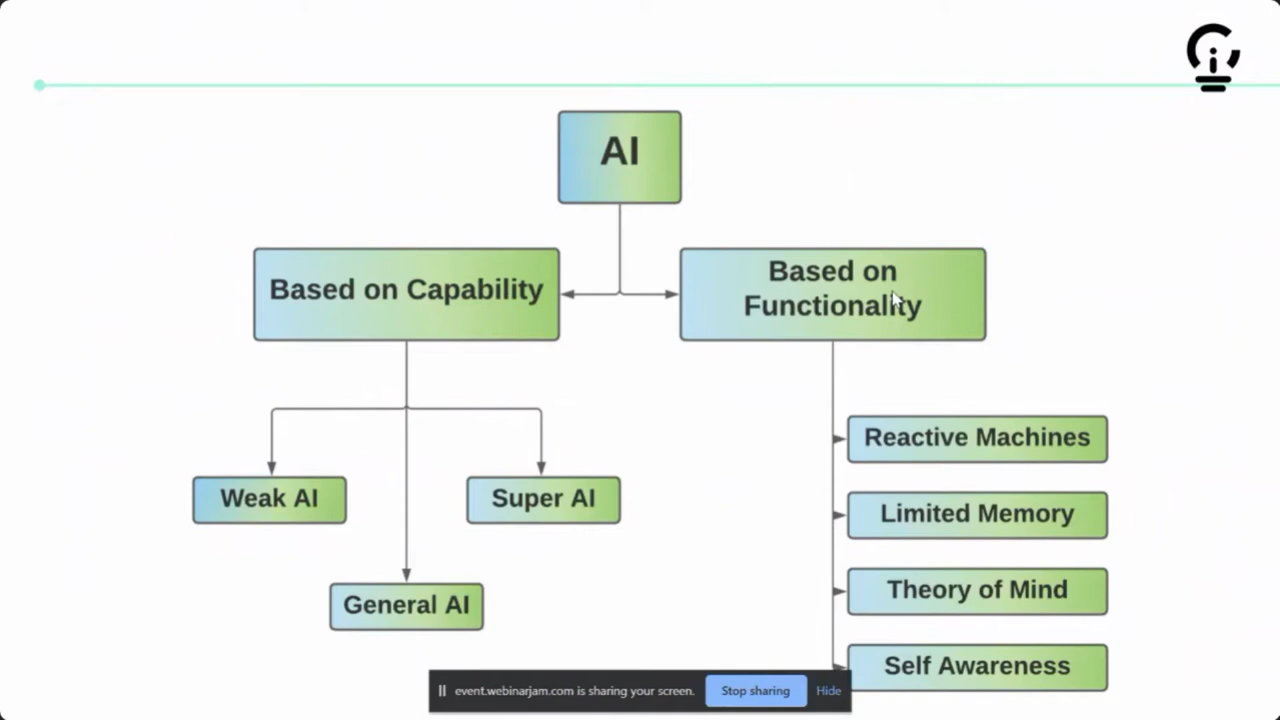 AI
Based on Capability
Based on
Functionality
Reactive Machines
Weak AI
Super AI
Limited Memory
Theory of Mind
General AI
Self Awareness
event.webinarjam.com is sharing your screen.
Stop sharing
Hide